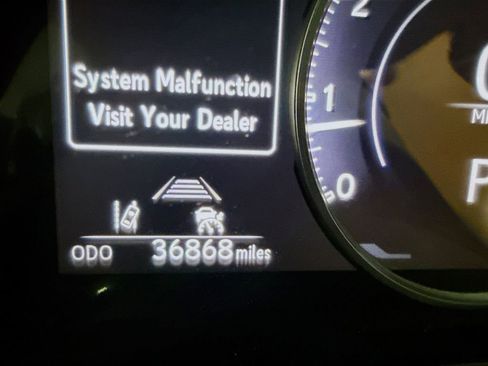 System Malfunction
Visit Your Dealer
ODO 36868 miles
2
1
0
P